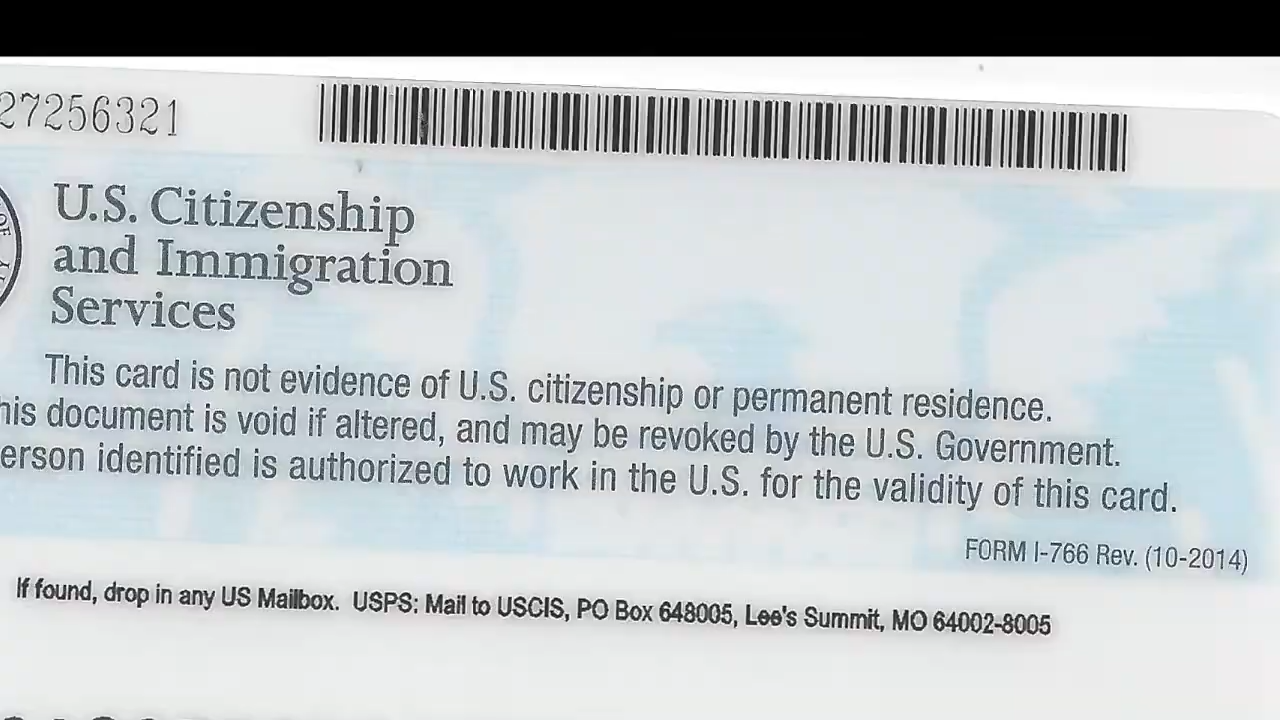 27256321
U.S. Citizenship
and Immigration
Services
This card is not evidence of U.S. citizenship or permanent residence.
his document is void if altered, and may be revoked by the U.S. Government.
erson identified is authorized to work in the U.S. for the validity of this card.
FORM I-766 Rev. (10-2014)
If found, drop in any US Mailbox. USPS: Mail to USCIS, PO Box 648005, Lee's Summit, MO 64002-8005